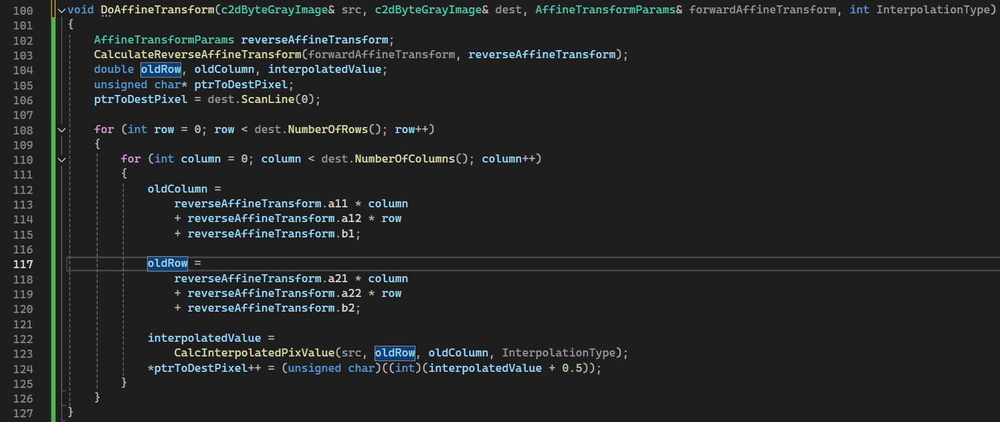 100 void DoAffineTransform(c2dByteGrayImage& src, c2dByteGrayImage& dest, AffineTransformParams& forwardAffineTransform, int InterpolationType)
101 {
102     AffineTransformParams reverseAffineTransform;
103     CalculateReverseAffineTransform(forwardAffineTransform, reverseAffineTransform);
104     double oldRow, oldColumn, interpolatedValue;
105     unsigned char* ptrToDestPixel;
106     ptrToDestPixel = dest.ScanLine(0);
107
108     for (int row = 0; row < dest.NumberOfRows(); row++)
109     {
110         for (int column = 0; column < dest.NumberOfColumns(); column++)
111         {
112             oldColumn =
113                 reverseAffineTransform.a11 * column
114                 + reverseAffineTransform.a12 * row
115                 + reverseAffineTransform.b1;
116
117             oldRow =
118                 reverseAffineTransform.a21 * column
119                 + reverseAffineTransform.a22 * row
120                 + reverseAffineTransform.b2;
121
122             interpolatedValue =
123                 CalcInterpolatedPixValue(src, oldRow, oldColumn, InterpolationType);
124             *ptrToDestPixel++ = (unsigned char)((int)(interpolatedValue + 0.5));
125         }
126     }
127 }